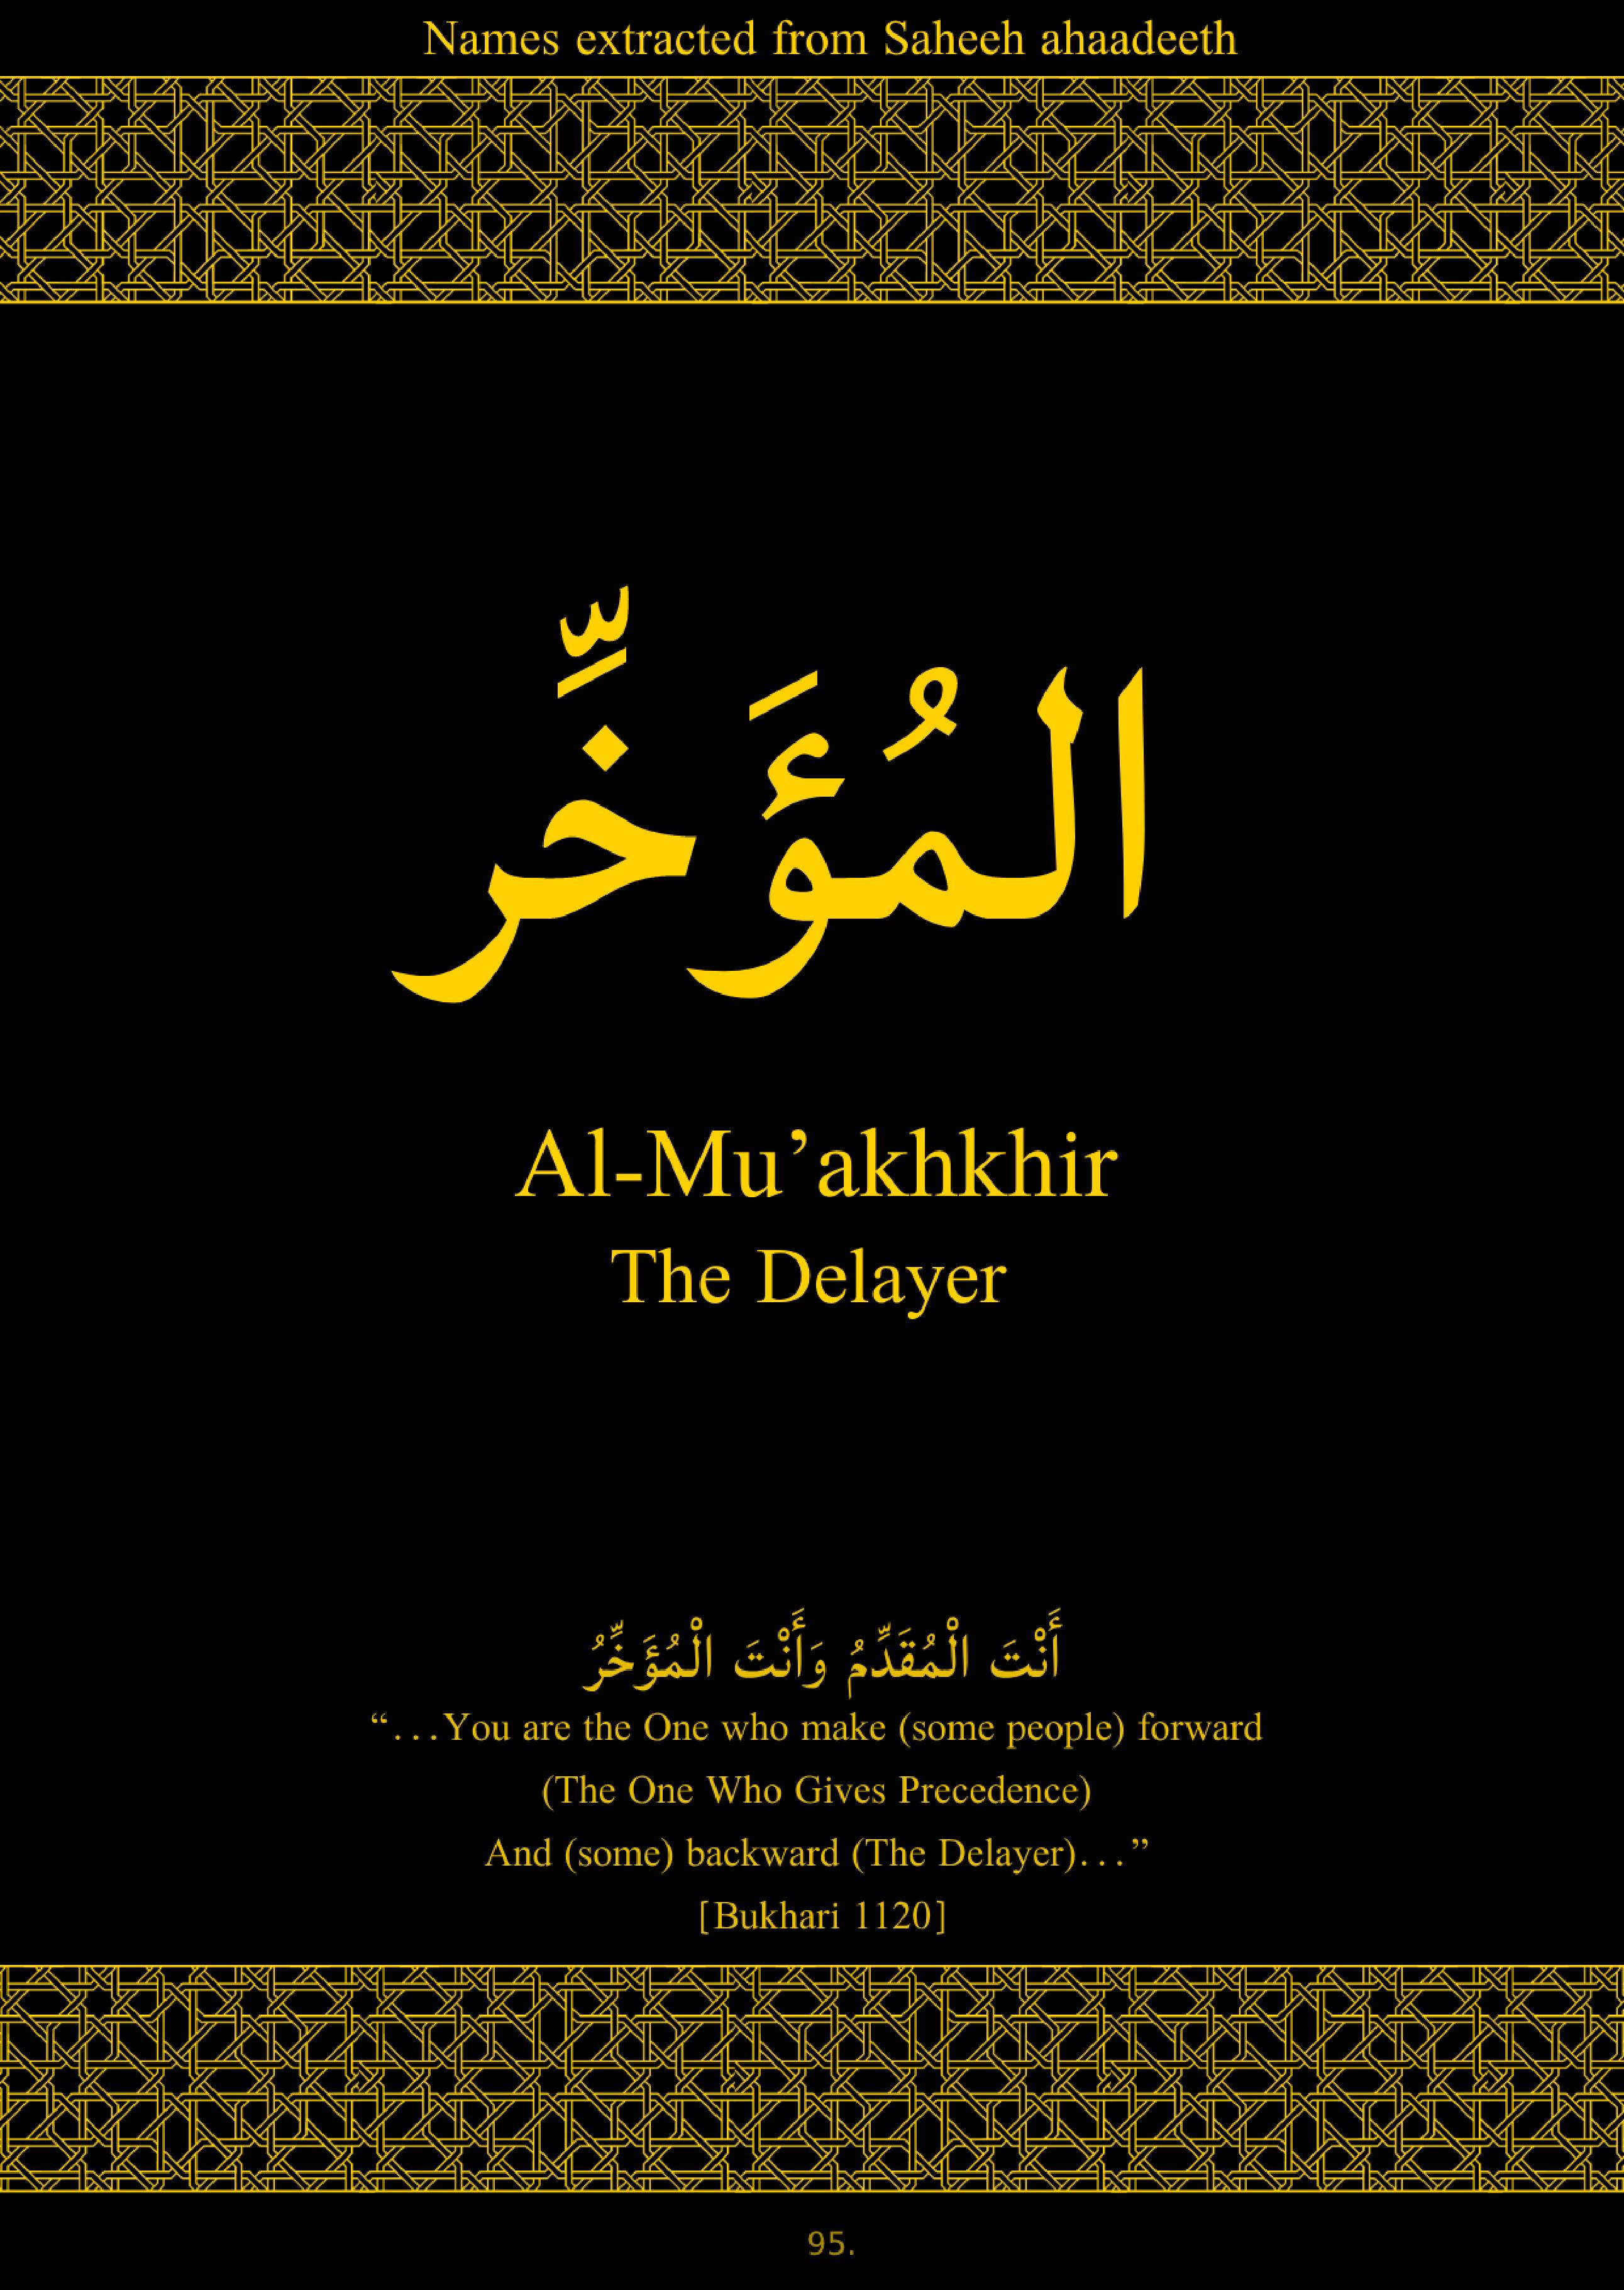 Names extracted from Saheeh ahaadeeth
المُؤَخِّر
Al-Mu’akhkhir
The Delayer
أَنْتَ الْمُقَدِّمُ وَأَنْتَ الْمُؤَخِّرُ
“…You are the One who make (some people) forward
(The One Who Gives Precedence)
And (some) backward (The Delayer)…”
[Bukhari 1120]
95.